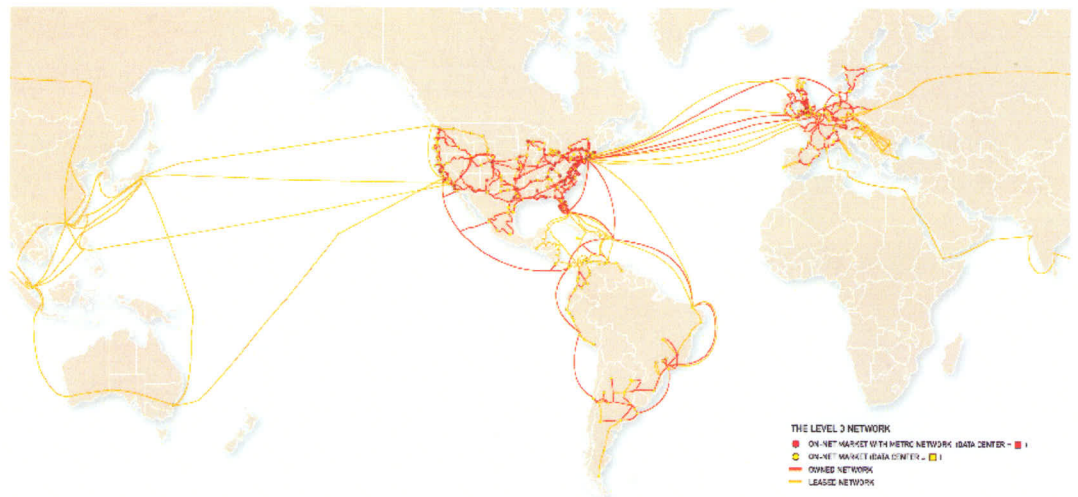 THE LEVEL 3 NETWORK
ON-NET MARKET WITH METRO NETWORK (DATA CENTER = )
ON-NET MARKET (DATA CENTER = )
OWNED NETWORK
LEASED NETWORK